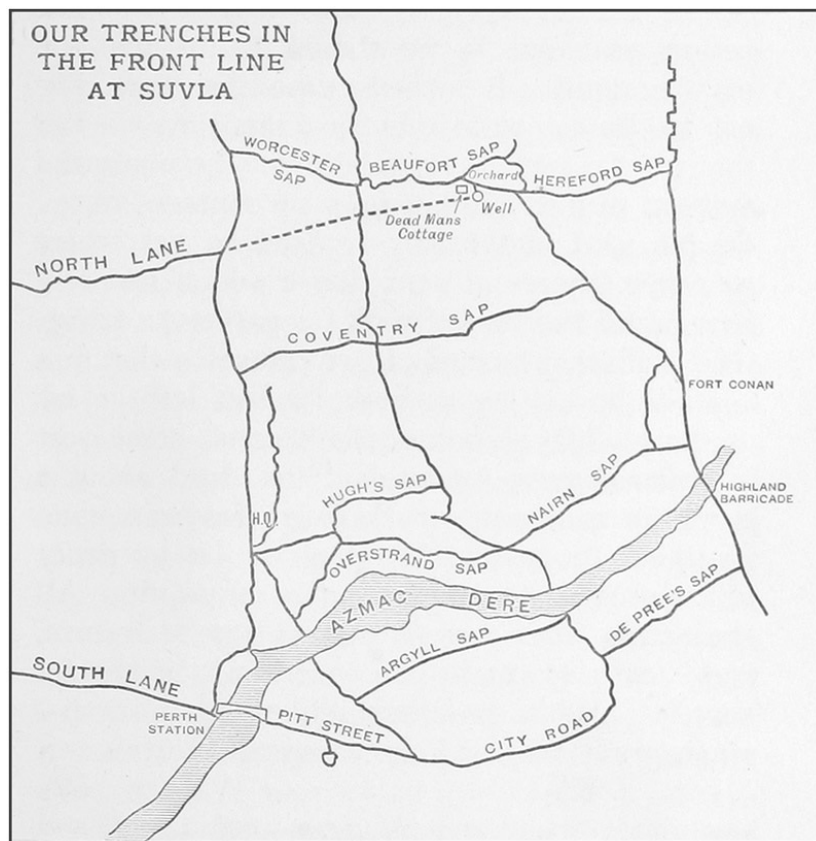 OUR TRENCHES IN
THE FRONT LINE
AT SUVLA
WORCESTER
SAP
BEAUFORT SAP
Orchard
HEREFORD SAP
Dead Mans
Cottage
Well
NORTH LANE
COVENTRY SAP
FORT CONAN
HUGH'S SAP
NAIRN SAP
HIGHLAND
BARRICADE
H.Q.
OVERSTRAND SAP
AZMAC DERE
DE PREE'S SAP
ARGYLL SAP
SOUTH LANE
PERTH
STATION
PITT STREET
CITY ROAD